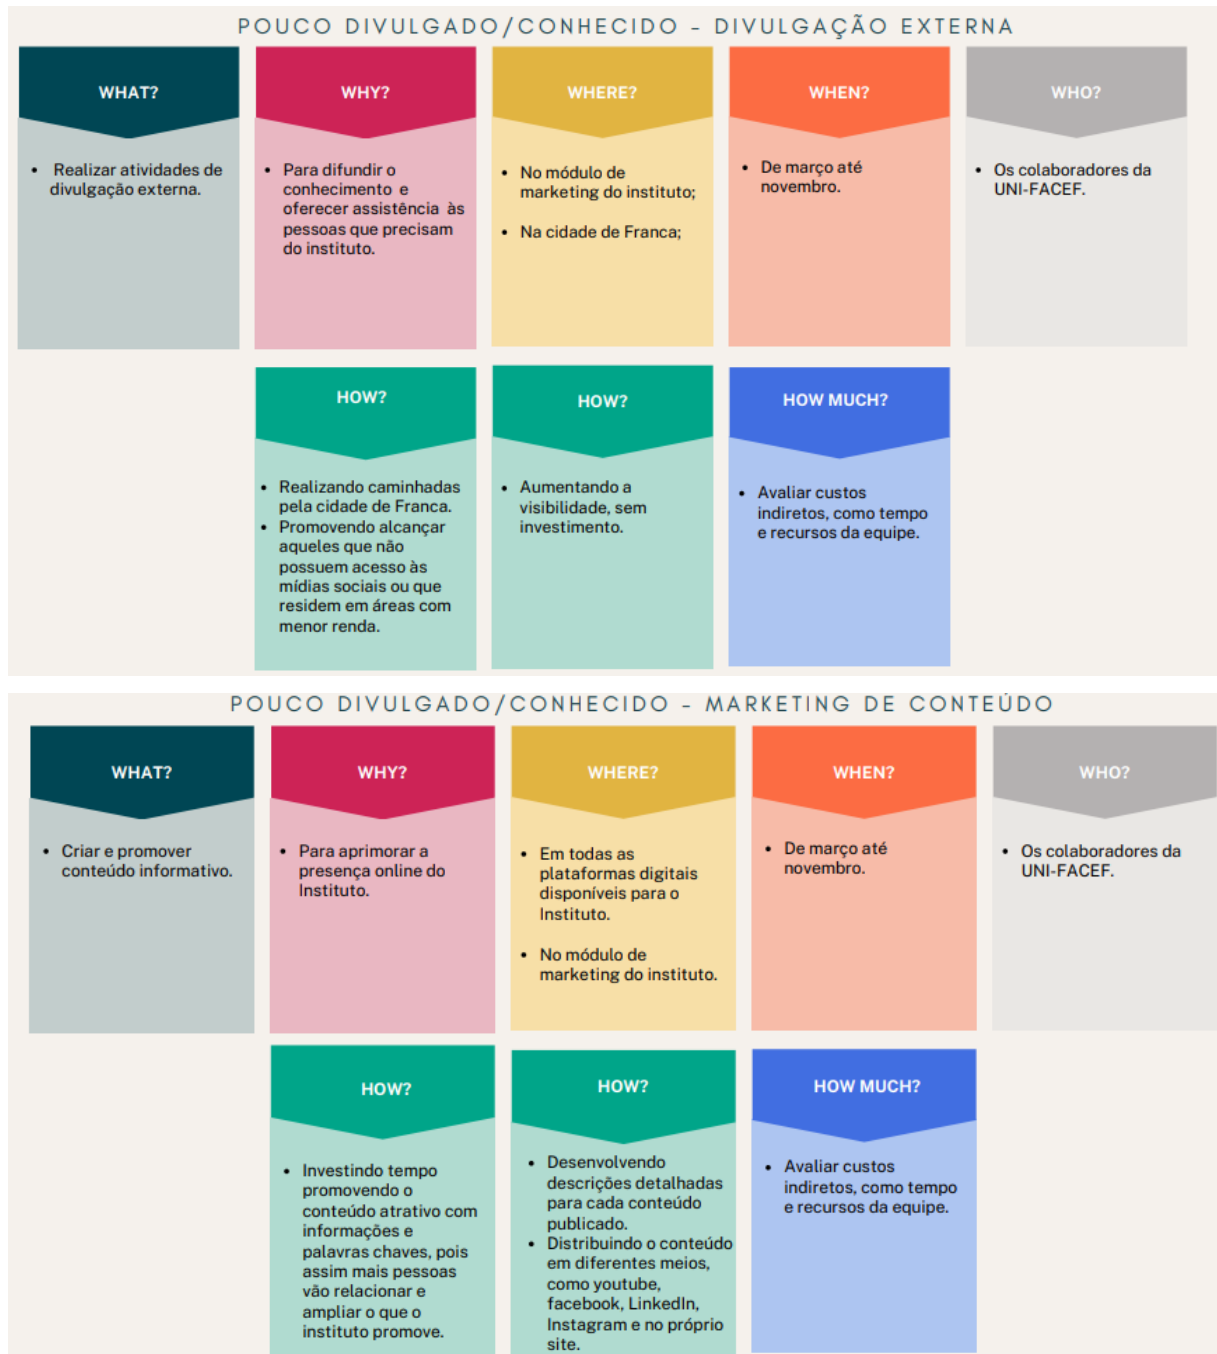 POUCO DIVULGADO/CONHECIDO – DIVULGAÇÃO EXTERNA
WHAT?
• Realizar atividades de
divulgação externa.
WHY?
• Para difundir o
conhecimento e
oferecer assistência às
pessoas que precisam
do instituto.
WHERE?
• No módulo de
marketing do instituto;
• Na cidade de Franca;
WHEN?
• De março até
novembro.
WHO?
• Os colaboradores da
UNI-FACEF.
HOW?
• Realizando caminhadas
pela cidade de Franca.
• Promovendo alcançar
aqueles que não
possuem acesso às
mídias sociais ou que
residem em áreas com
menor renda.
HOW?
• Aumentando a
visibilidade, sem
investimento.
HOW MUCH?
• Avaliar custos
indiretos, como tempo
e recursos da equipe.
POUCO DIVULGADO/CONHECIDO – MARKETING DE CONTEÚDO
WHAT?
• Criar e promover
conteúdo informativo.
WHY?
• Para aprimorar a
presença online do
Instituto.
WHERE?
• Em todas as
plataformas digitais
disponíveis para o
Instituto.
• No módulo de
marketing do instituto.
WHEN?
• De março até
novembro.
WHO?
• Os colaboradores da
UNI-FACEF.
HOW?
• Investindo tempo
promovendo o
conteúdo atrativo com
informações e
palavras chaves, pois
assim mais pessoas
vão relacionar e
ampliar o que o
instituto promove.
HOW?
• Desenvolvendo
descrições detalhadas
para cada conteúdo
publicado.
• Distribuindo o conteúdo
em diferentes meios,
como youtube,
facebook, LinkedIn,
Instagram e no próprio
site.
HOW MUCH?
• Avaliar custos
indiretos, como tempo
e recursos da equipe.